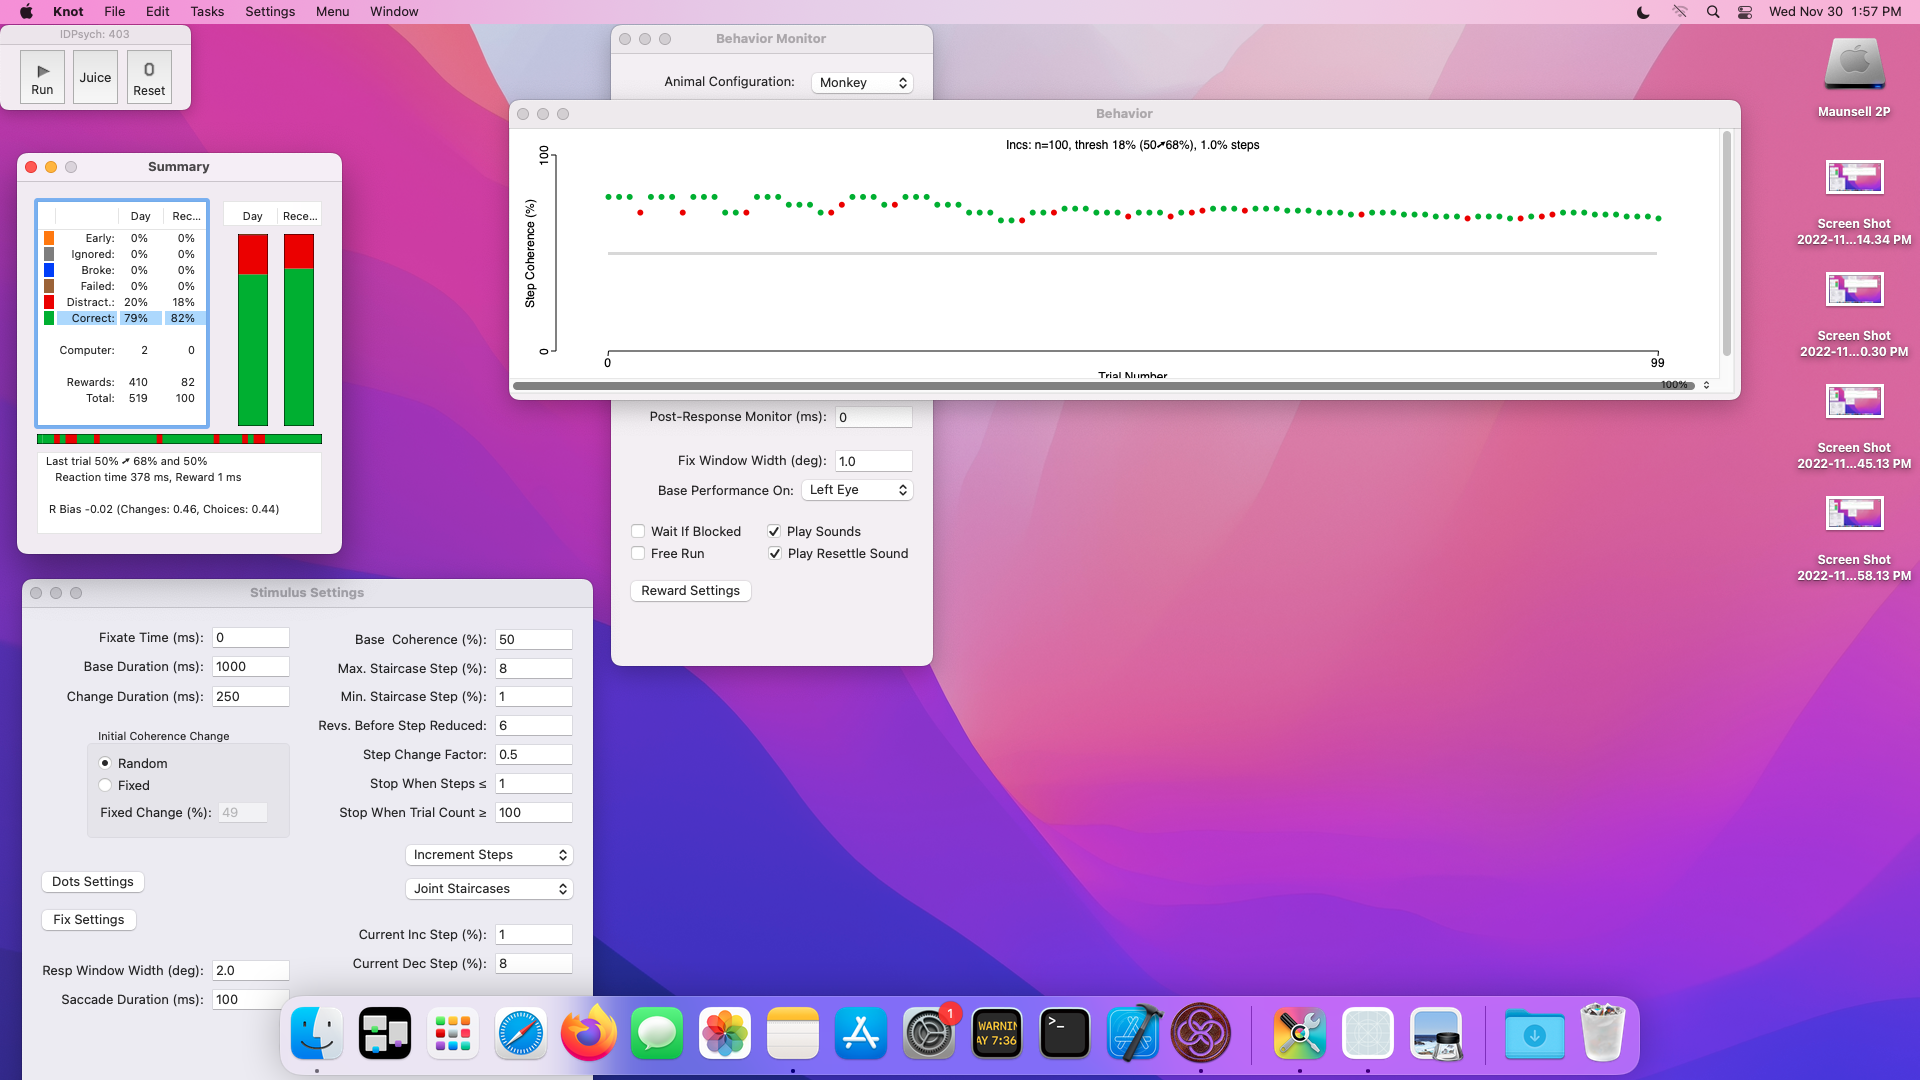 Knot File Edit Tasks Settings Menu Window
Wed Nov 30 1:57 PM
IDPsych: 403
Run
Juice
0
Reset
Summary
Day Rec...
Early: 0% 0%
Ignored: 0% 0%
Broke: 0% 0%
Failed: 0% 0%
Distract.: 20% 18%
Correct: 79% 82%
Computer: 2 0
Rewards: 410 82
Total: 519 100
Day Rece...
Last trial 50% ➚ 68% and 50%
Reaction time 378 ms, Reward 1 ms
R Bias -0.02 (Changes: 0.46, Choices: 0.44)
Behavior Monitor
Animal Configuration: Monkey
Behavior
Incs: n=100, thresh 18% (50➚68%), 1.0% steps
100
Step Coherence (%)
0
0
99
Trial Number
100%
Post-Response Monitor (ms): 0
Fix Window Width (deg): 1.0
Base Performance On: Left Eye
Wait If Blocked
Play Sounds
Free Run
Play Resettle Sound
Reward Settings
Stimulus Settings
Fixate Time (ms): 0
Base Duration (ms): 1000
Change Duration (ms): 250
Initial Coherence Change
Random
Fixed
Fixed Change (%): 49
Dots Settings
Fix Settings
Resp Window Width (deg): 2.0
Saccade Duration (ms): 100
Base Coherence (%): 50
Max. Staircase Step (%): 8
Min. Staircase Step (%): 1
Revs. Before Step Reduced: 6
Step Change Factor: 0.5
Stop When Steps ≤ 1
Stop When Trial Count ≥ 100
Increment Steps
Joint Staircases
Current Inc Step (%): 1
Current Dec Step (%): 8
Maunsell 2P
Screen Shot
2022-11...14.34 PM
Screen Shot
2022-11...0.30 PM
Screen Shot
2022-11...45.13 PM
Screen Shot
2022-11...58.13 PM
1
WARNIN
AY 7:36
>_